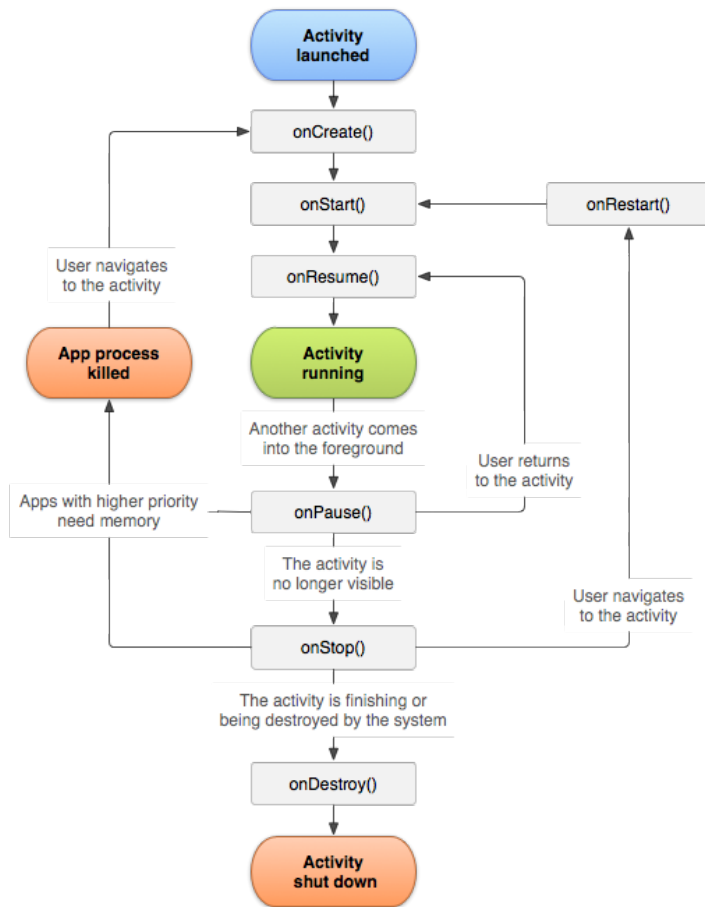 Activity
launched
onCreate()
onStart()
onRestart()
User navigates
to the activity
onResume()
App process
killed
Activity
running
Another activity comes
into the foreground
User returns
to the activity
Apps with higher priority
need memory
onPause()
The activity is
no longer visible
User navigates
to the activity
onStop()
The activity is finishing or
being destroyed by the system
onDestroy()
Activity
shut down